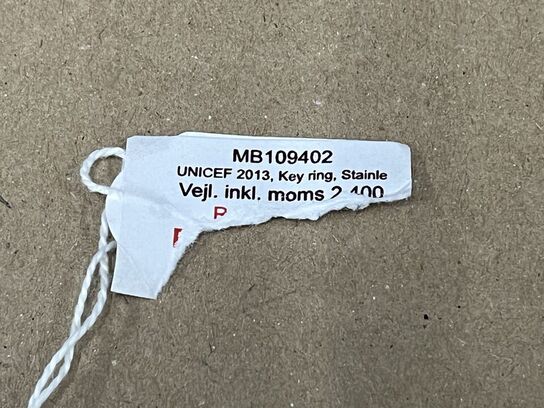 MB109402
UNICEF 2013, Key ring, Stainle
Vejl. inkl. moms 2.400
P